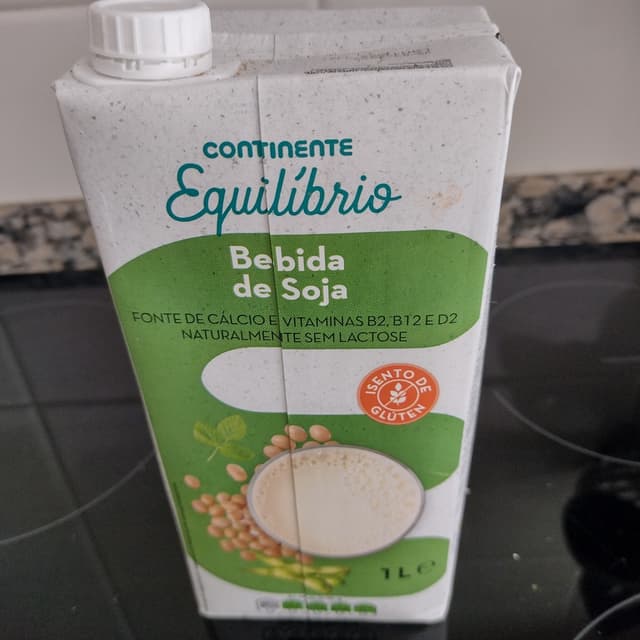 CONTINENTE
Equilíbrio
Bebida
de Soja
FONTE DE CÁLCIO E VITAMINAS B2, B12 E D2
NATURALMENTE SEM LACTOSE
ISENTO DE
GLÚTEN
1L ℮